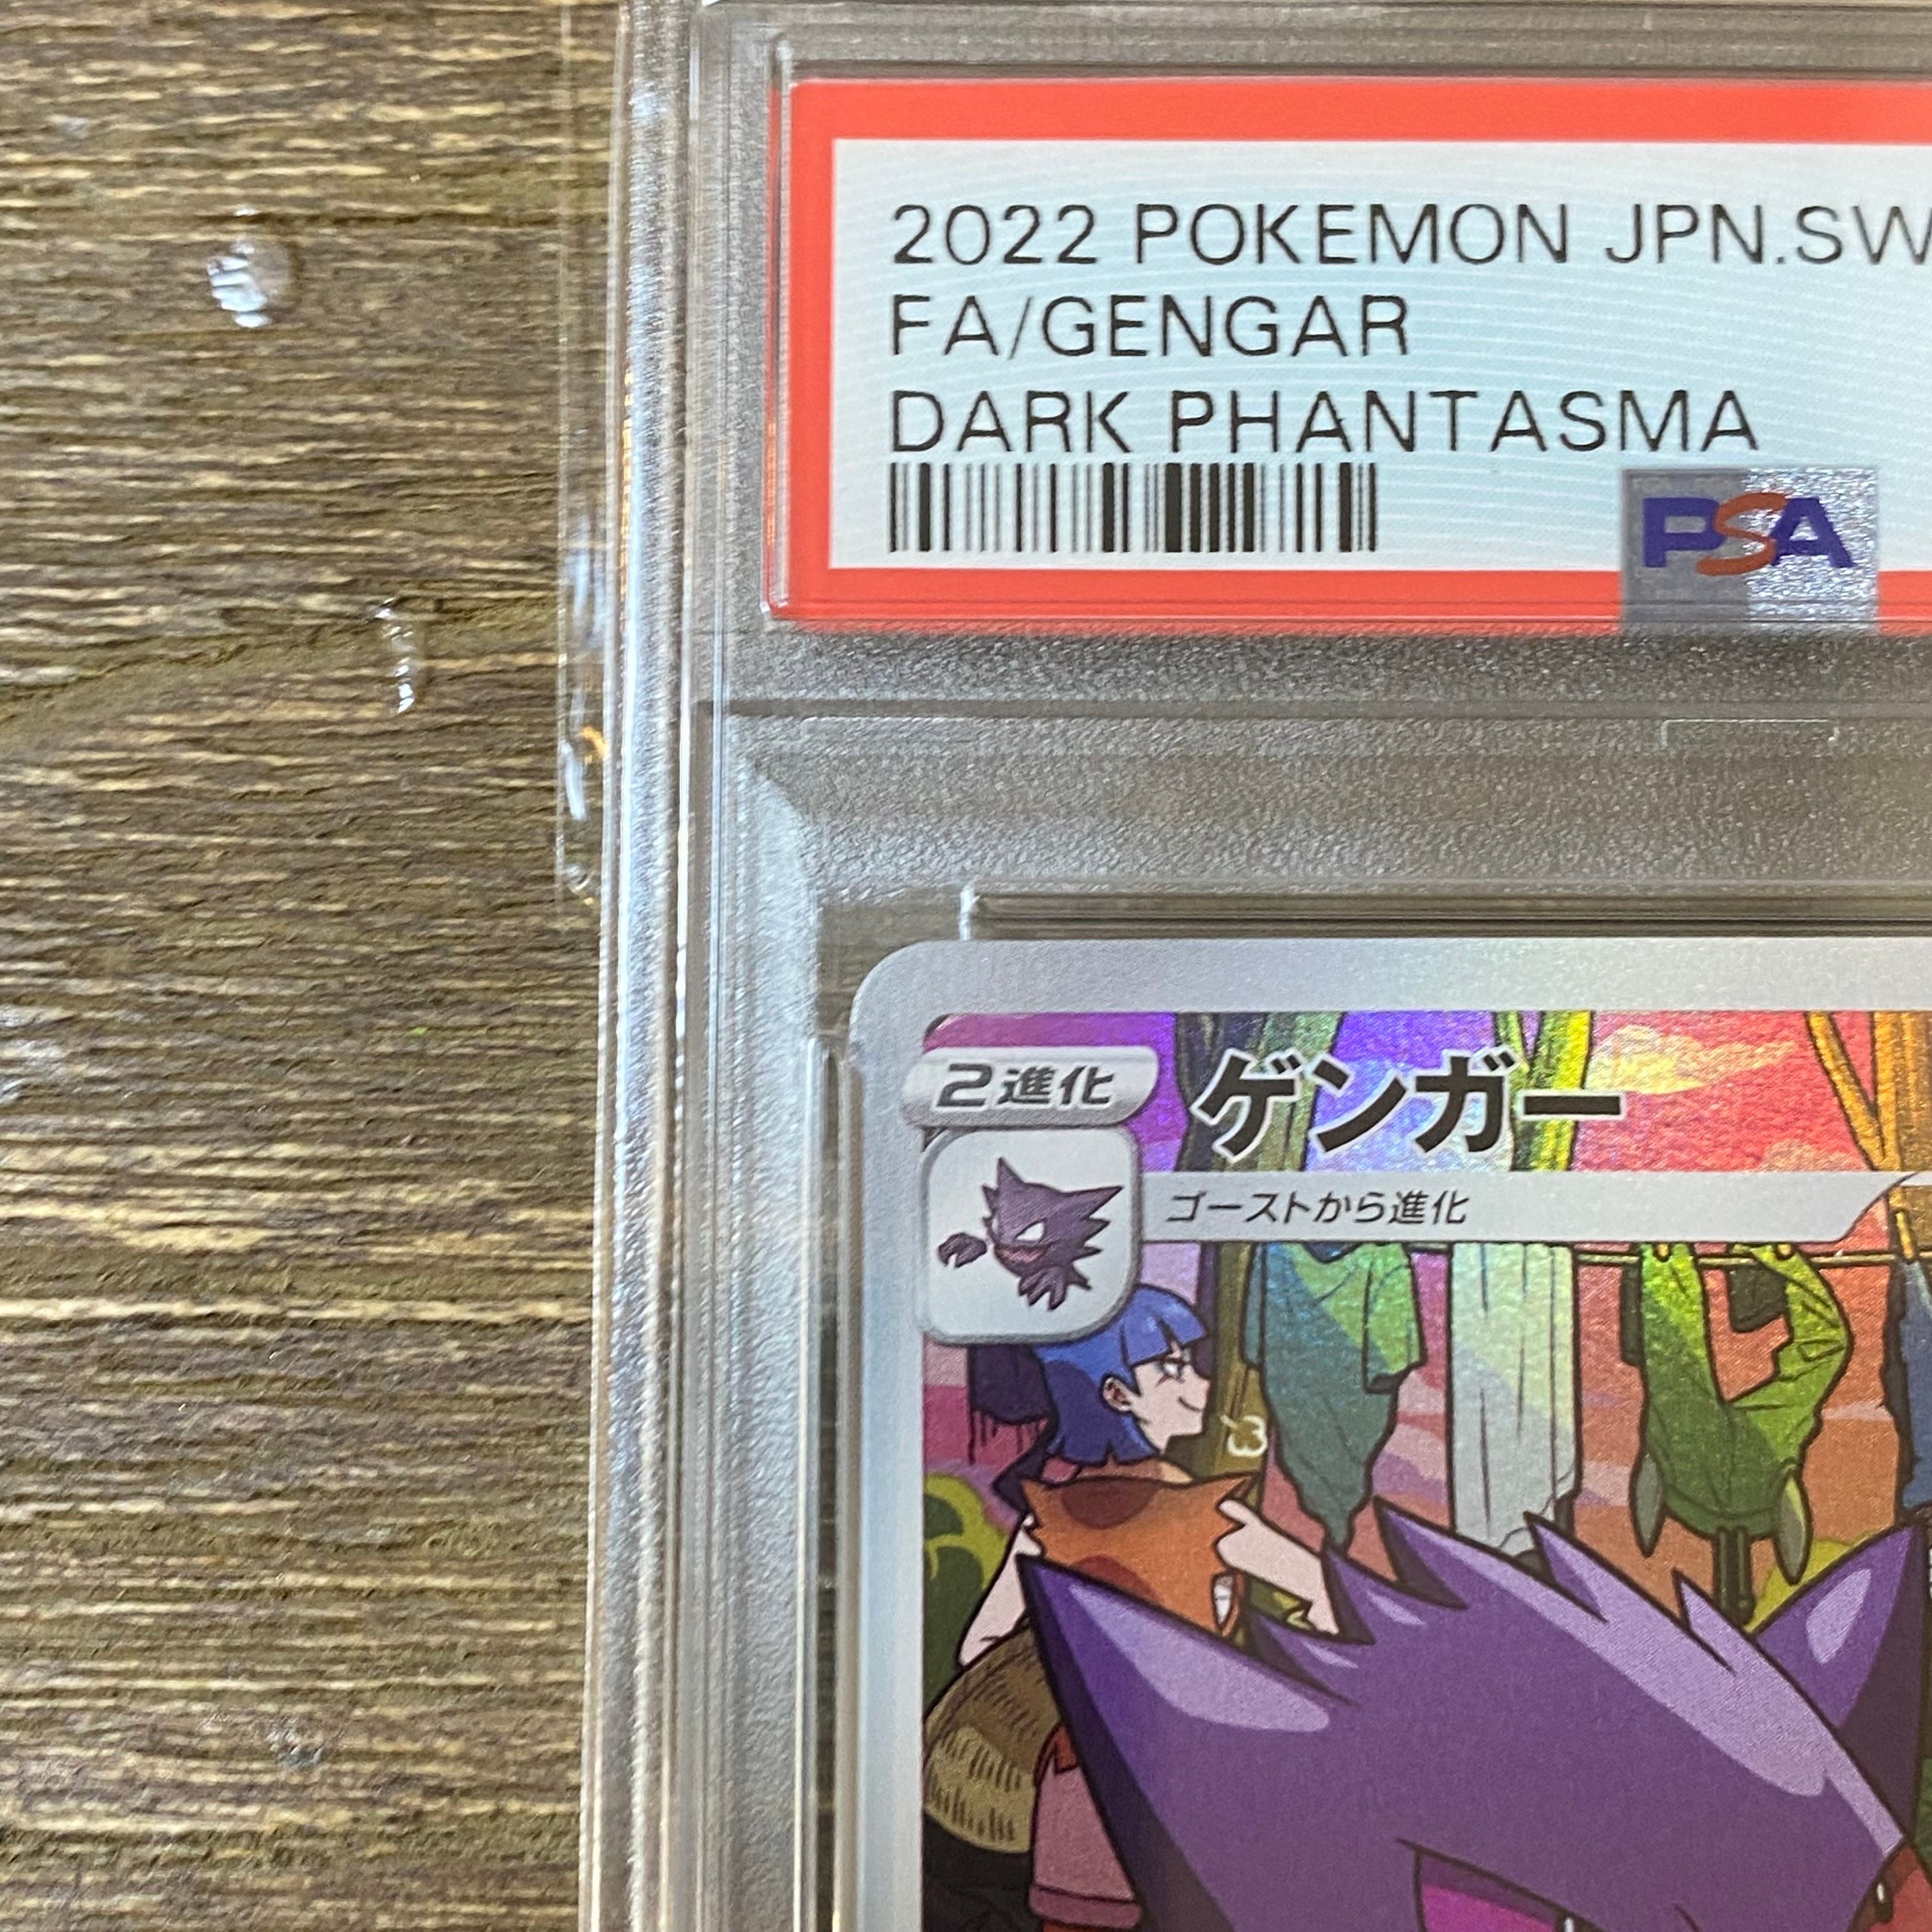 2022 POKEMON JPN.SW
FA/GENGAR
DARK PHANTASMA
PSA
2進化
ゲンガー
ゴーストから進化